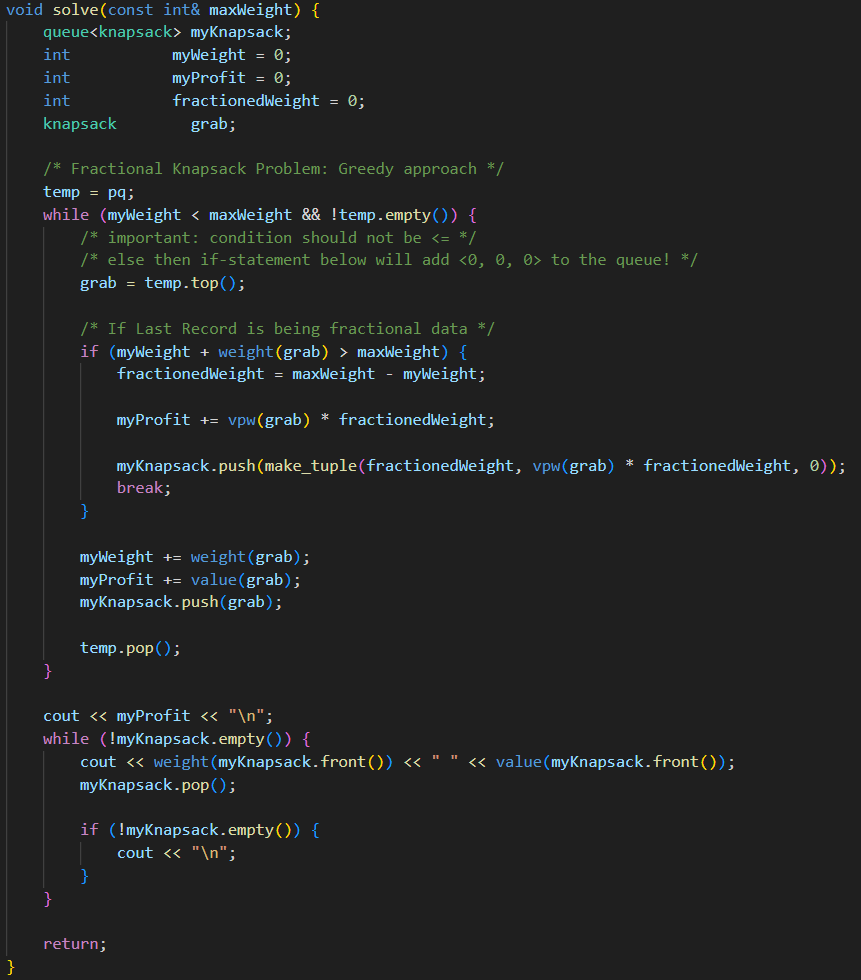 void solve(const int& maxWeight) {
    queue<knapsack> myKnapsack;
    int           myWeight = 0;
    int           myProfit = 0;
    int           fractionedWeight = 0;
    knapsack        grab;

    /* Fractional Knapsack Problem: Greedy approach */
    temp = pq;
    while (myWeight < maxWeight && !temp.empty()) {
        /* important: condition should not be <= */
        /* else then if-statement below will add <0, 0, 0> to the queue! */
        grab = temp.top();

        /* If Last Record is being fractional data */
        if (myWeight + weight(grab) > maxWeight) {
            fractionedWeight = maxWeight - myWeight;

            myProfit += vpw(grab) * fractionedWeight;

            myKnapsack.push(make_tuple(fractionedWeight, vpw(grab) * fractionedWeight, 0));
            break;
        }

        myWeight += weight(grab);
        myProfit += value(grab);
        myKnapsack.push(grab);

        temp.pop();
    }

    cout << myProfit << "\n";
    while (!myKnapsack.empty()) {
        cout << weight(myKnapsack.front()) << " " << value(myKnapsack.front());
        myKnapsack.pop();

        if (!myKnapsack.empty()) {
            cout << "\n";
        }
    }

    return;
}